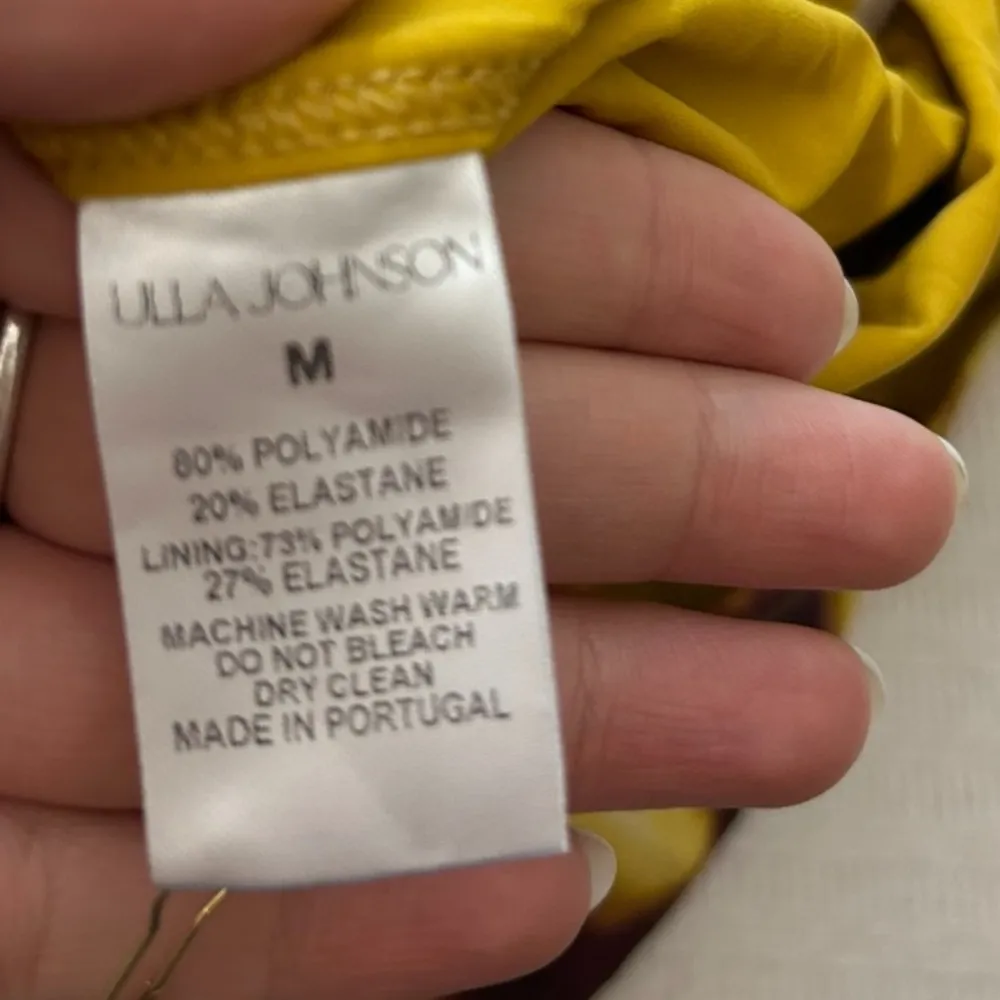 ULLA JOHNSON
M
80% POLYAMIDE
20% ELASTANE
LINING:73% POLYAMIDE
27% ELASTANE
MACHINE WASH WARM
DO NOT BLEACH
DRY CLEAN
MADE IN PORTUGAL